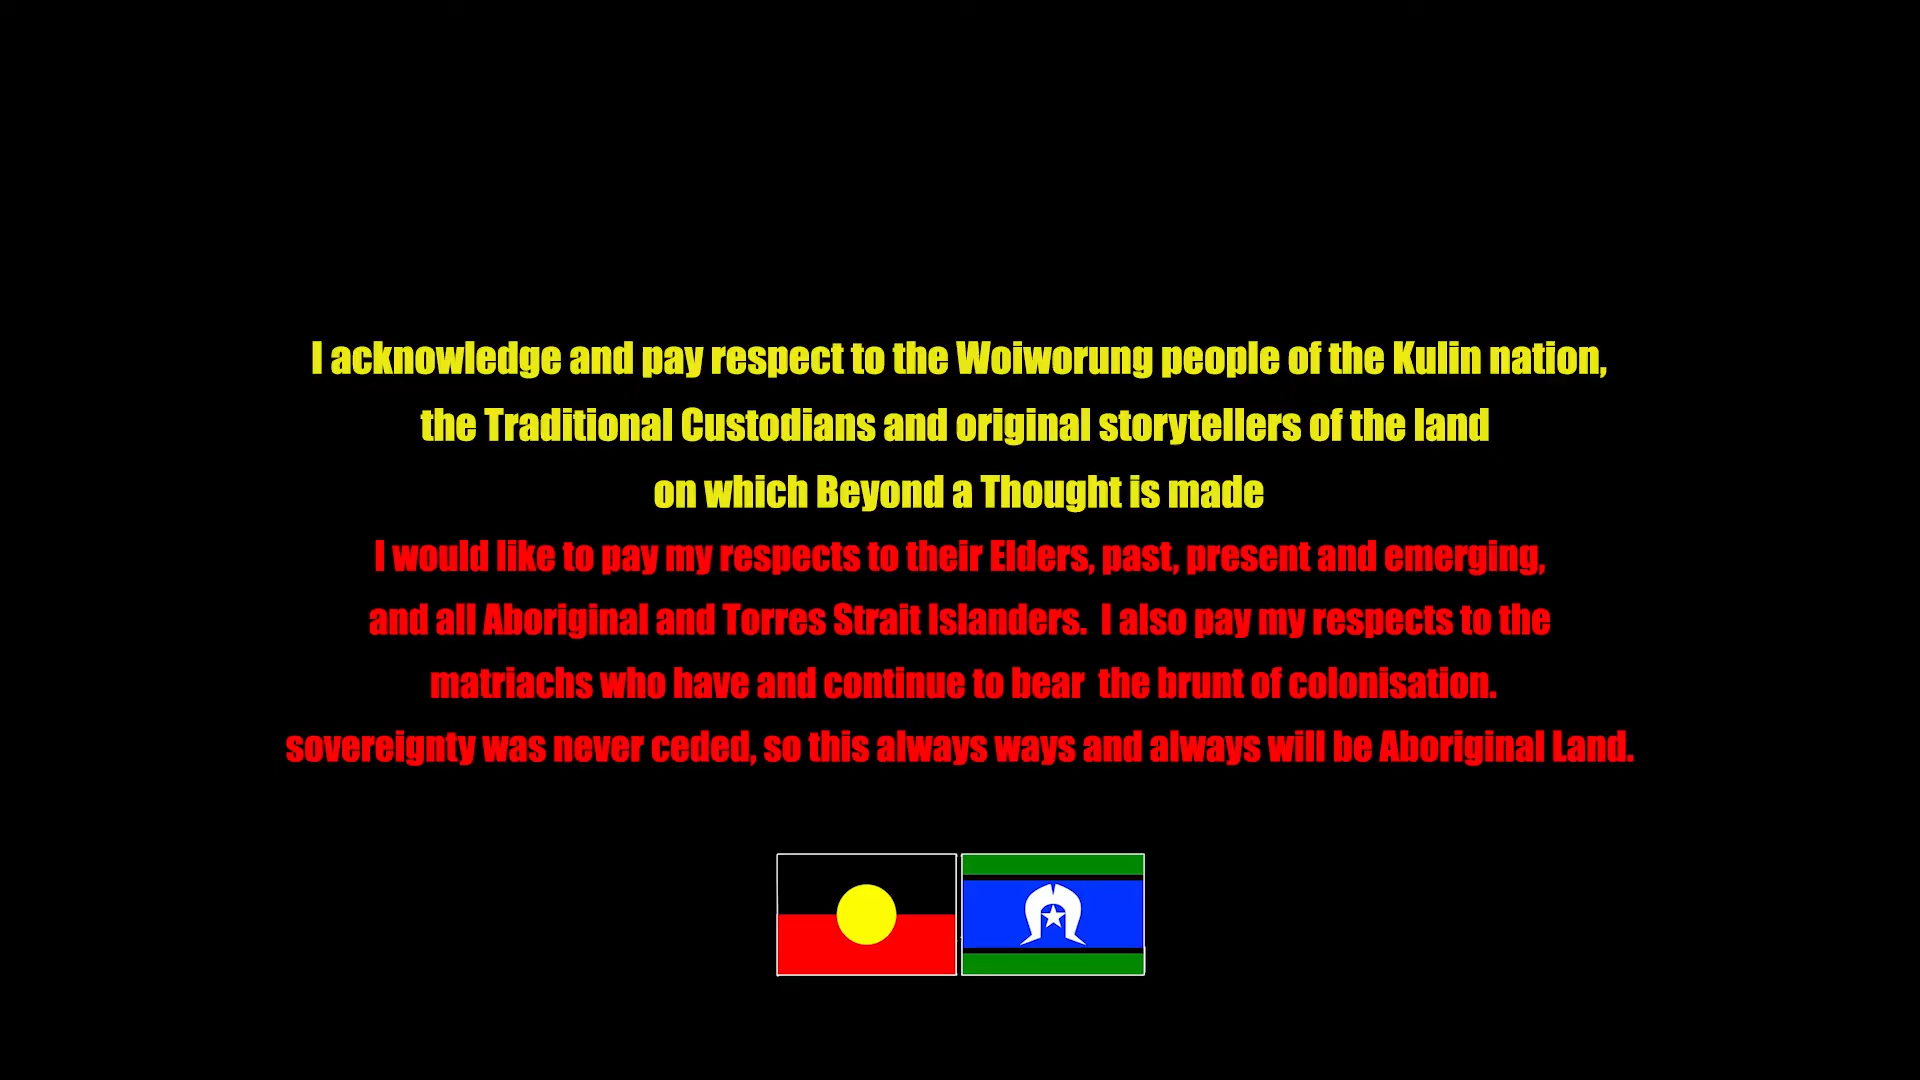 I acknowledge and pay respect to the Woiworung people of the Kulin nation,
the Traditional Custodians and original storytellers of the land
on which Beyond a Thought is made
I would like to pay my respects to their Elders, past, present and emerging,
and all Aboriginal and Torres Strait Islanders.  I also pay my respects to the
matriachs who have and continue to bear  the brunt of colonisation.
sovereignty was never ceded, so this always ways and always will be Aboriginal Land.